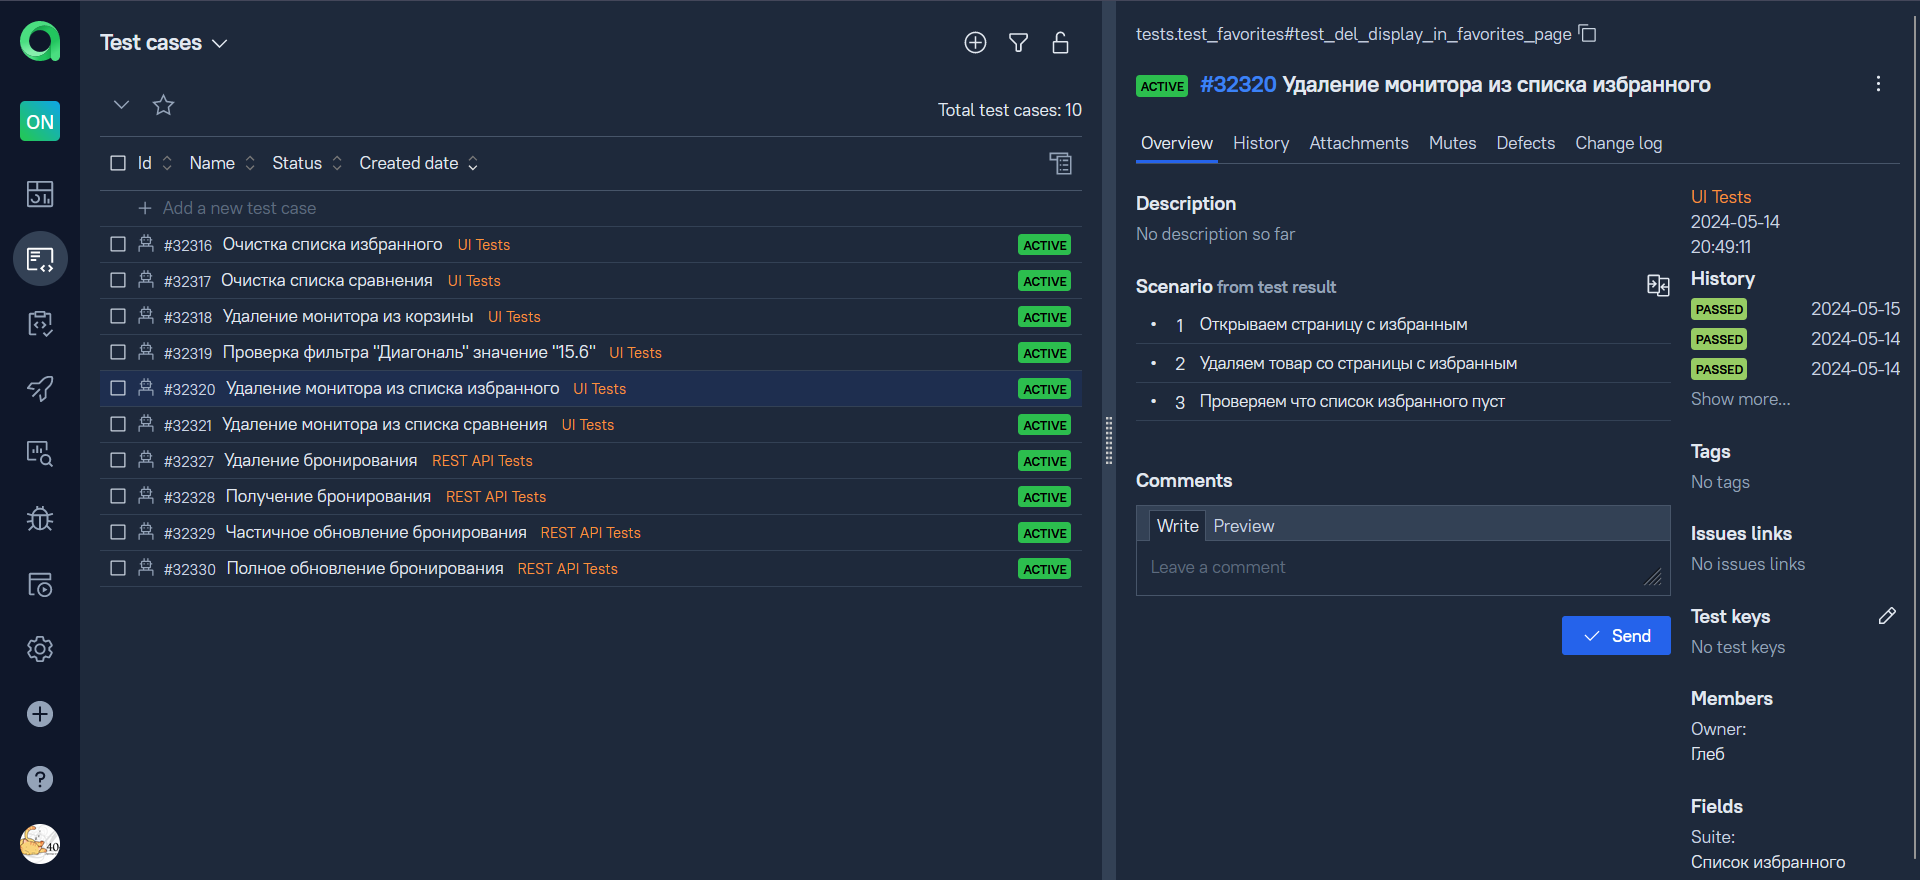 ON
Test cases
Total test cases: 10
Id Name Status Created date
Add a new test case
#32316 Очистка списка избранного UI Tests ACTIVE
#32317 Очистка списка сравнения UI Tests ACTIVE
#32318 Удаление монитора из корзины UI Tests ACTIVE
#32319 Проверка фильтра "Диагональ" значение "15.6" UI Tests ACTIVE
#32320 Удаление монитора из списка избранного UI Tests ACTIVE
#32321 Удаление монитора из списка сравнения UI Tests ACTIVE
#32327 Удаление бронирования REST API Tests ACTIVE
#32328 Получение бронирования REST API Tests ACTIVE
#32329 Частичное обновление бронирования REST API Tests ACTIVE
#32330 Полное обновление бронирования REST API Tests ACTIVE
40
tests.test_favorites#test_del_display_in_favorites_page
ACTIVE #32320 Удаление монитора из списка избранного
Overview History Attachments Mutes Defects Change log
Description
No description so far
Scenario from test result
1 Открываем страницу с избранным
2 Удаляем товар со страницы с избранным
3 Проверяем что список избранного пуст
Comments
Write Preview
Leave a comment
Send
UI Tests
2024-05-14
20:49:11
History
PASSED 2024-05-15
PASSED 2024-05-14
PASSED 2024-05-14
Show more...
Tags
No tags
Issues links
No issues links
Test keys
No test keys
Members
Owner:
Глеб
Fields
Suite:
Список избранного